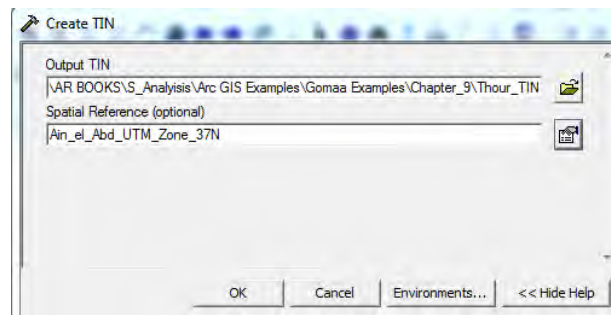 Create TIN
Output TIN
\AR BOOKS\S_Analyisis\Arc GIS Examples\Gomaa Examples\Chapter_9\Thour_TIN
Spatial Reference (optional)
Ain_el_Abd_UTM_Zone_37N
OK Cancel Environments... << Hide Help